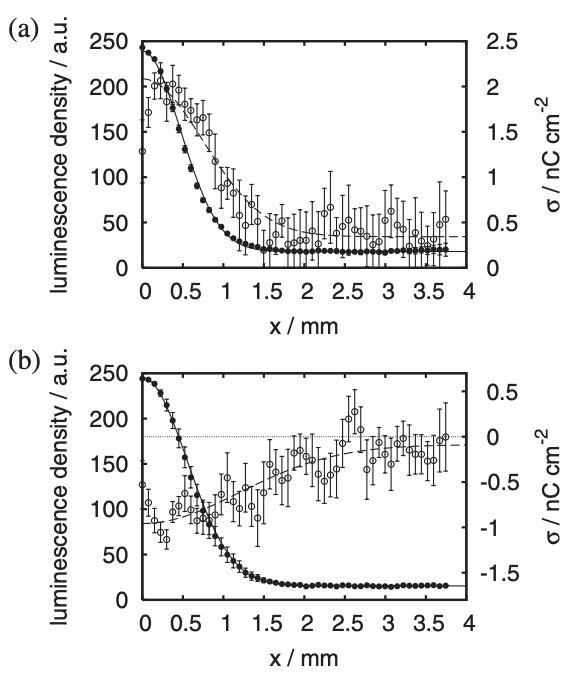 (a)
luminescence density / a.u.
250
200
150
100
50
0
2.5
2
1.5
1
0.5
0
σ / nC cm-2
0 0.5 1 1.5 2 2.5 3 3.5 4
x / mm
(b)
luminescence density / a.u.
250
200
150
100
50
0
0.5
0
-0.5
-1
-1.5
σ / nC cm-2
0 0.5 1 1.5 2 2.5 3 3.5 4
x / mm